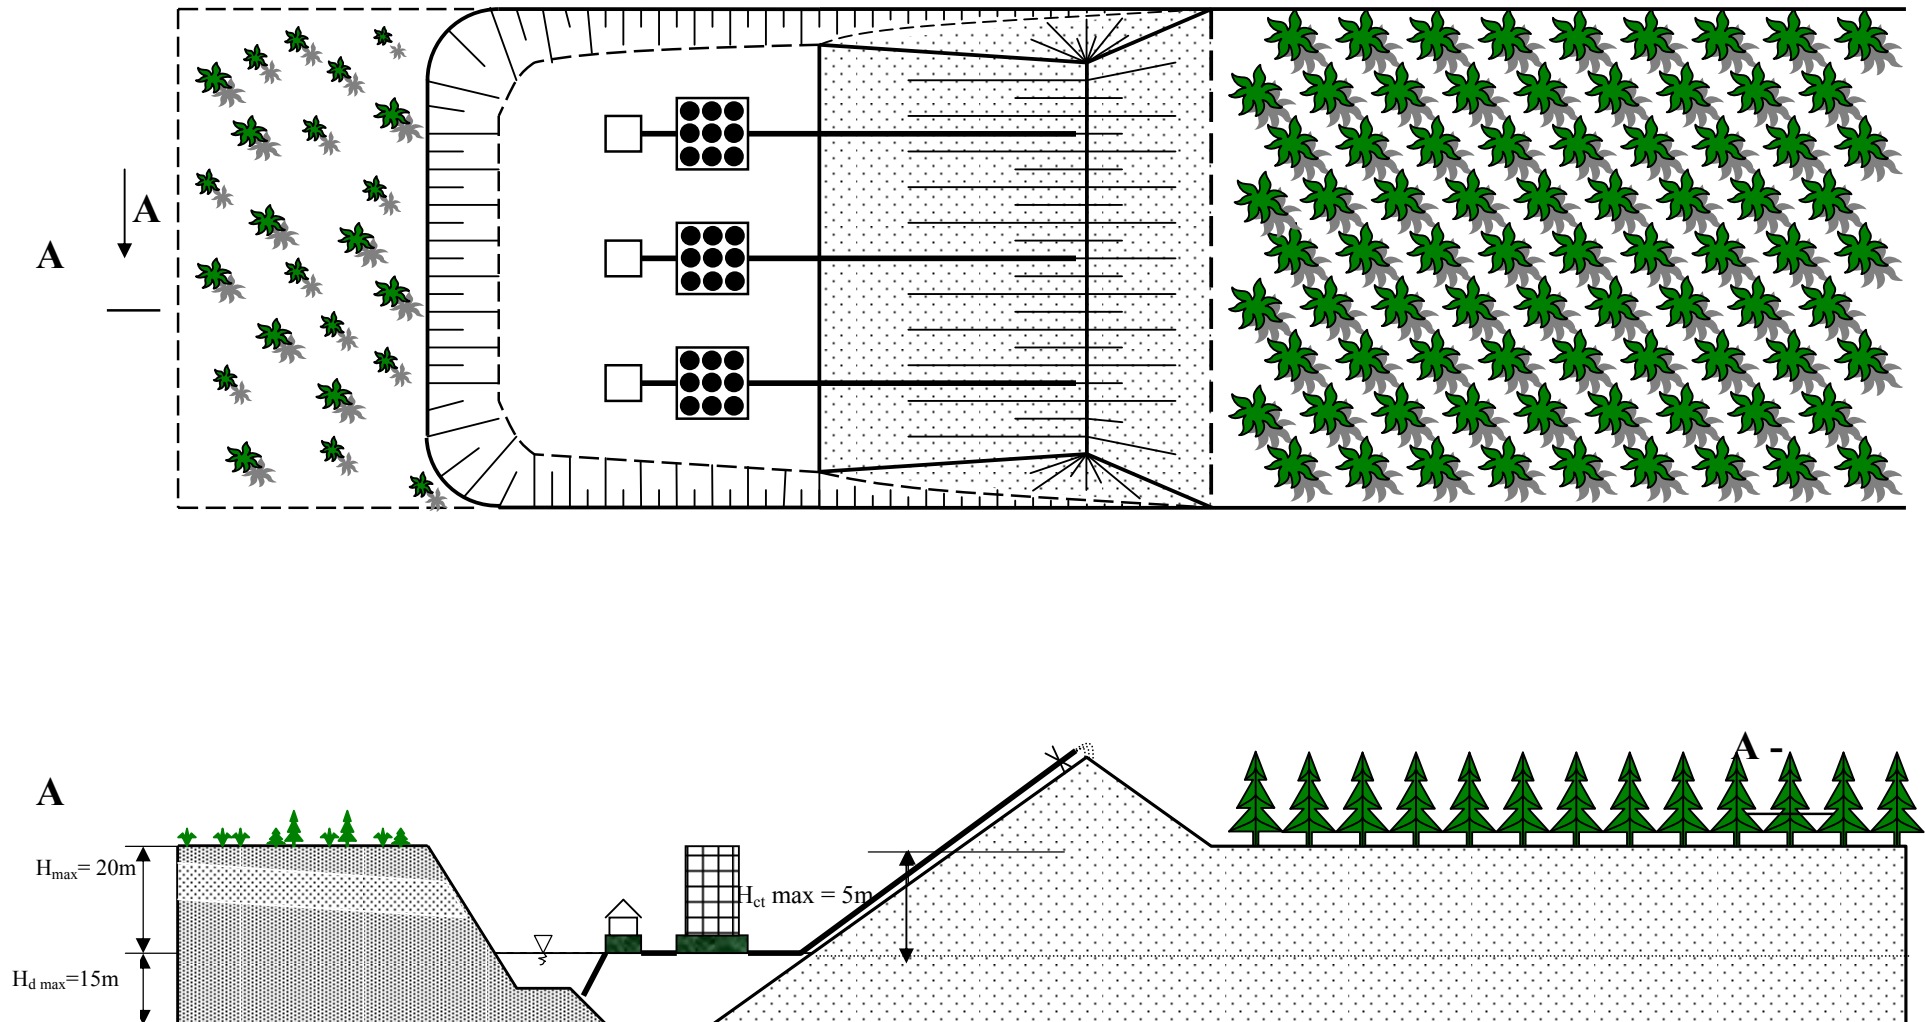 A
A
A -
A
Hmax= 20m
Hct max = 5m
Hd max=15m